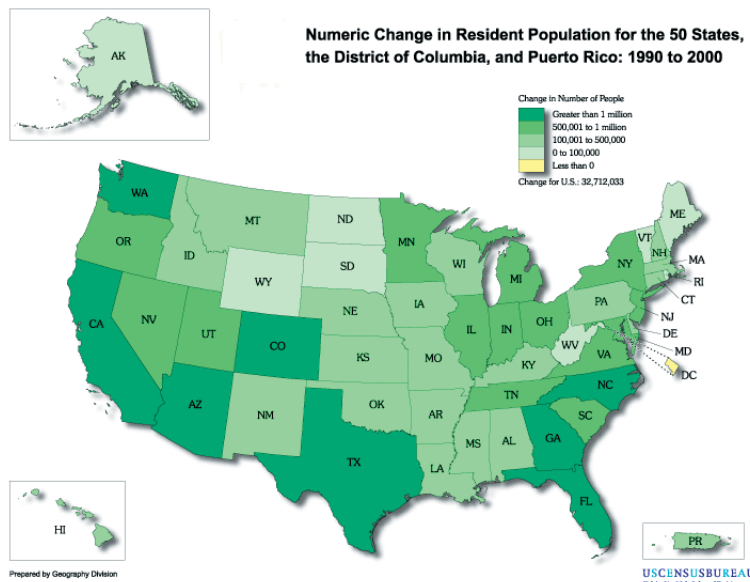 Numeric Change in Resident Population for the 50 States,
the District of Columbia, and Puerto Rico: 1990 to 2000
AK
Change in Number of People
Greater than 1 million
500,001 to 1 million
100,001 to 500,000
0 to 100,000
Less than 0
Change for U.S.: 32,712,033
WA
MT
ND
MN
ME
VT
NH
OR
ID
WY
SD
WI
MI
NY
MA
RI
CT
NV
UT
CO
NE
IA
IL
IN
OH
PA
NJ
DE
MD
DC
CA
KS
MO
KY
WV
VA
AZ
NM
OK
AR
TN
NC
SC
TX
LA
MS
AL
GA
FL
HI
PR
Prepared by Geography Division
USCENSUSBUREAU